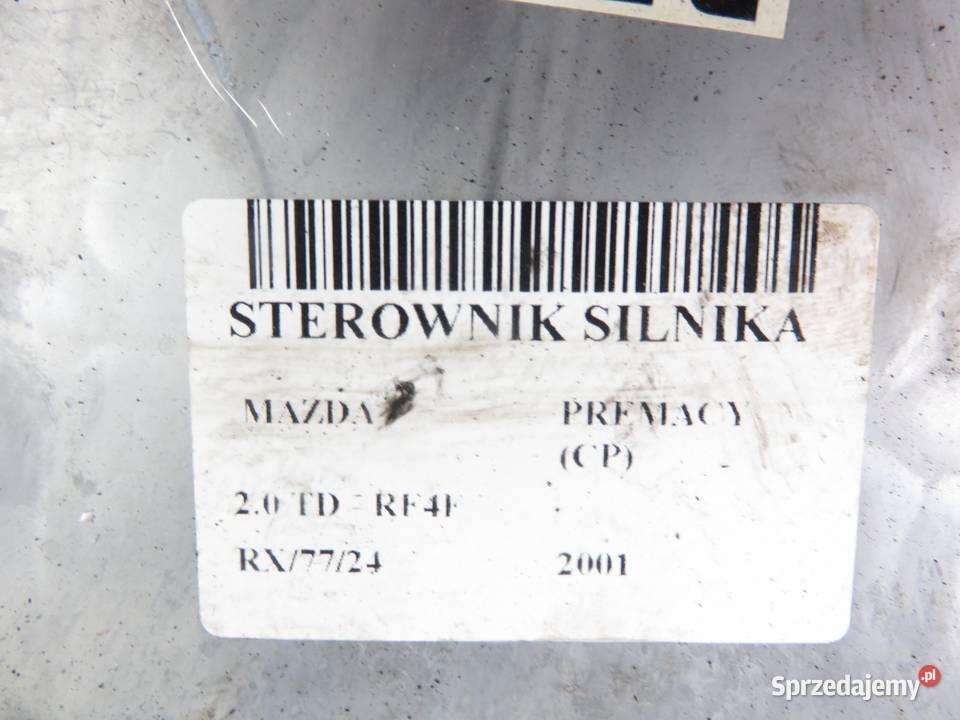 STEROWNIK SILNIKA
MAZDA PREMACY
(CP)
2.0 TD - RF4F
RX/77/24 2001
Sprzedajemy.pl